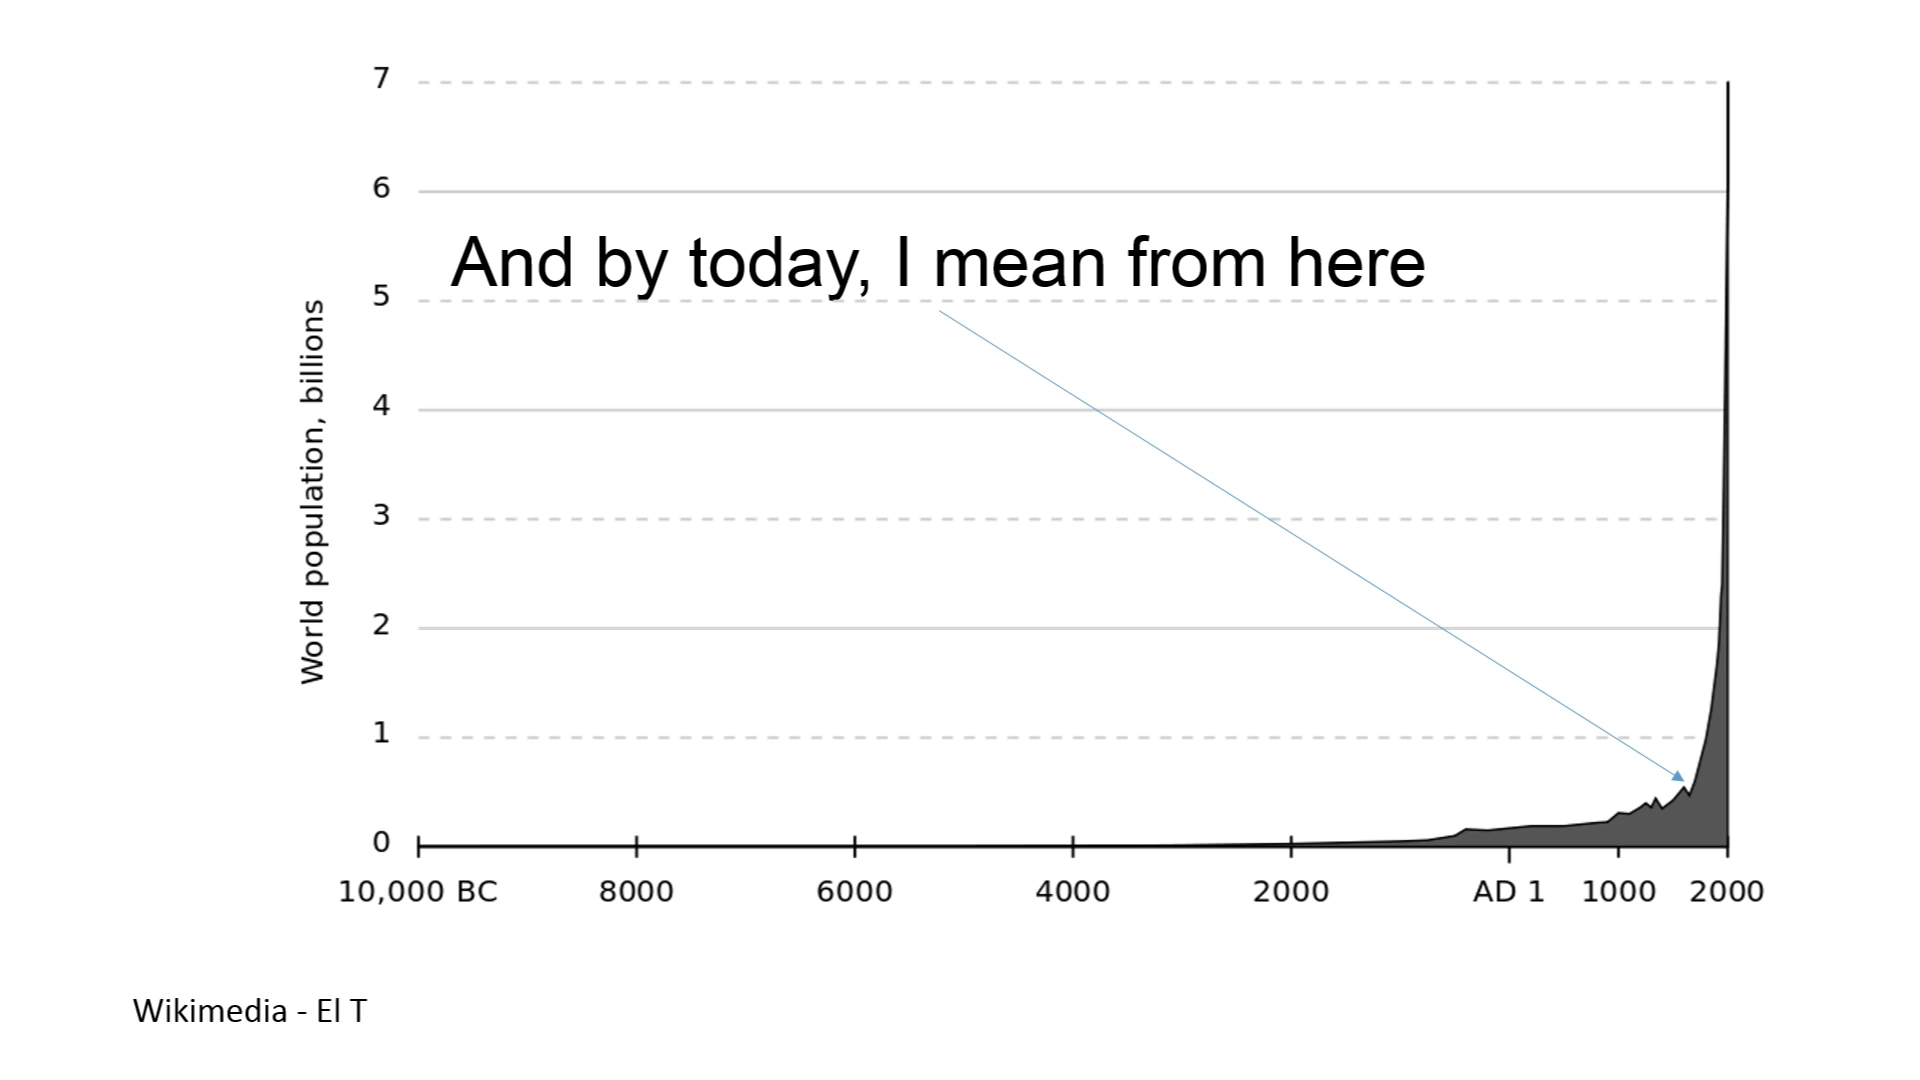 7
6
And by today, I mean from here
5
World population, billions
4
3
2
1
0
10,000 BC 8000 6000 4000 2000 AD 1 1000 2000
Wikimedia - El T